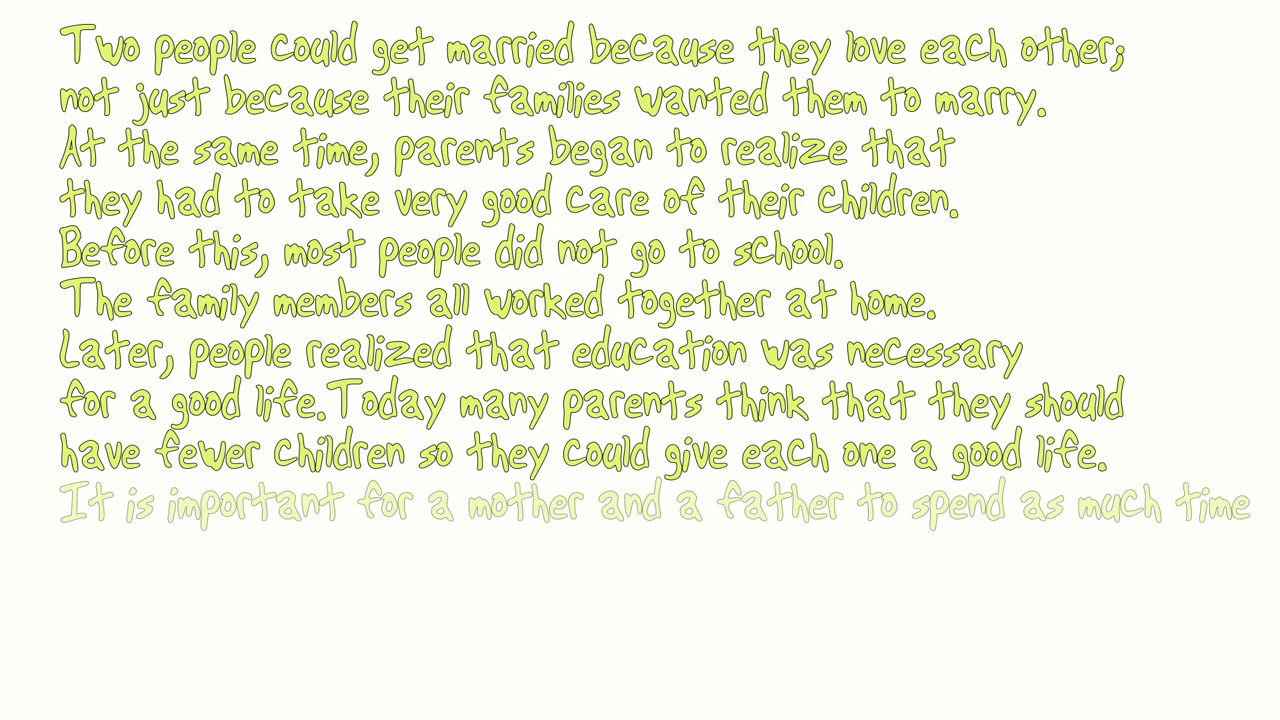 Two people could get married because they love each other;
not just because their families wanted them to marry.
At the same time, parents began to realize that
they had to take very good care of their children.
Before this, most people did not go to school.
The family members all worked together at home.
Later, people realized that education was necessary
for a good life.Today many parents think that they should
have fewer children so they could give each one a good life.
It is important for a mother and a father to spend as much time